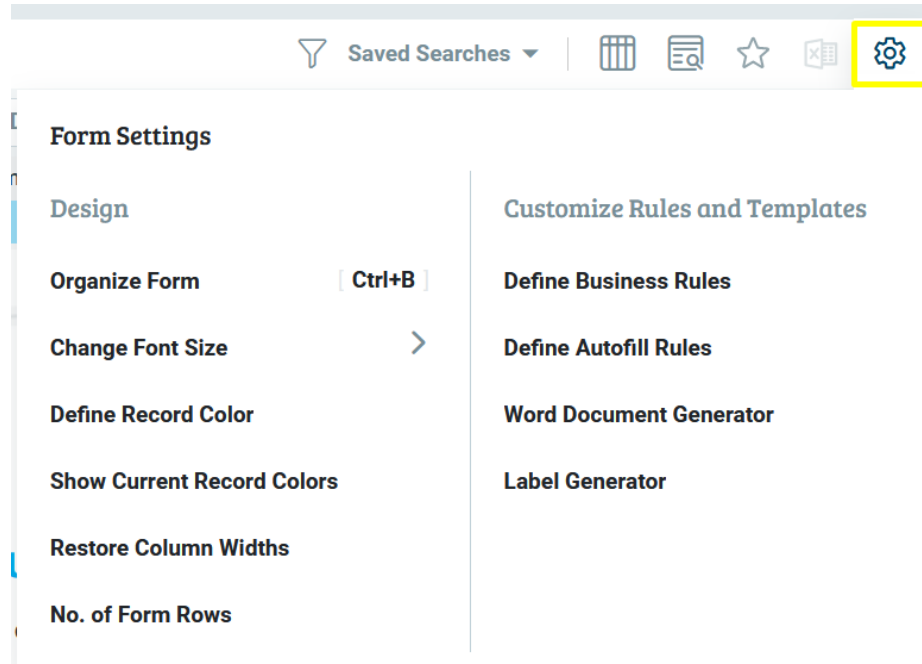 Saved Searches
Form Settings
Design
Organize Form [ Ctrl+B ]
Change Font Size
Define Record Color
Show Current Record Colors
Restore Column Widths
No. of Form Rows
Customize Rules and Templates
Define Business Rules
Define Autofill Rules
Word Document Generator
Label Generator